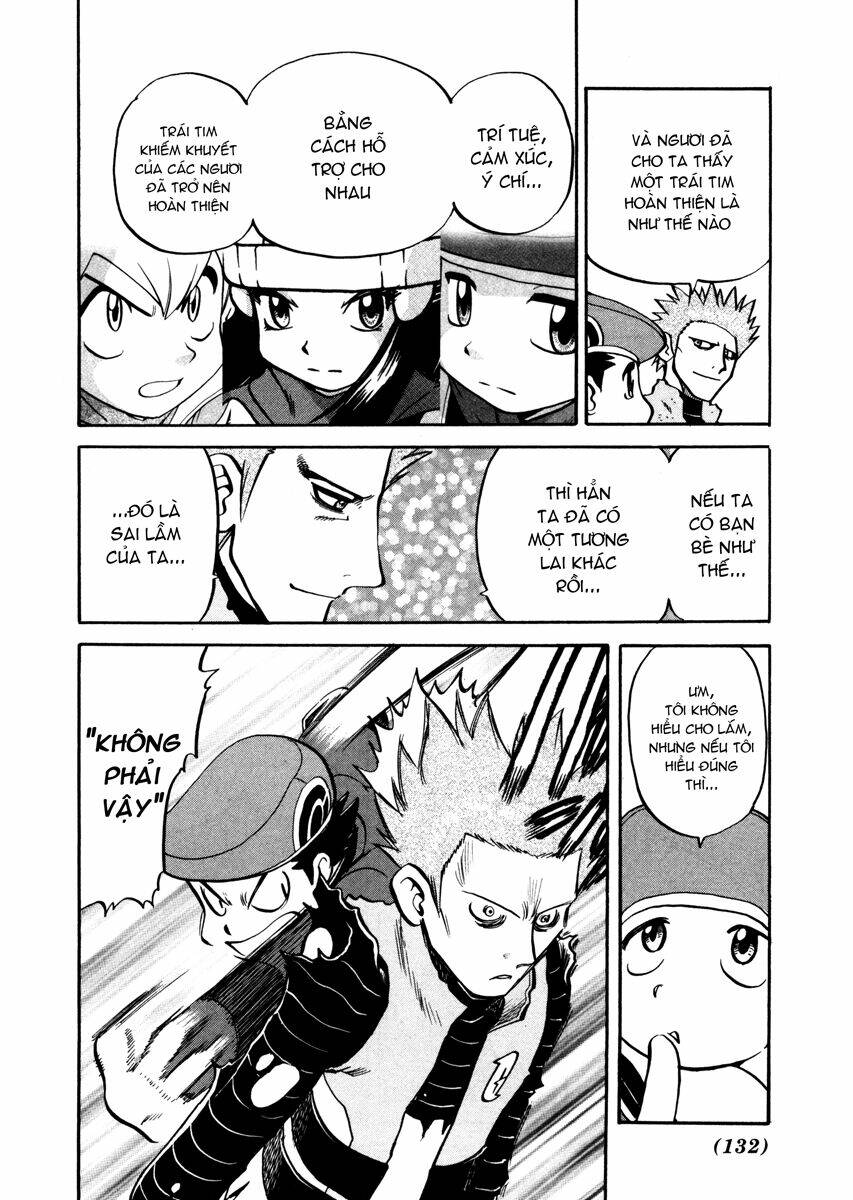 VÀ NGƯƠI ĐÃ
CHO TA THẤY
MỘT TRÁI TIM
HOÀN THIỆN LÀ
NHƯ THẾ NÀO
TRÍ TUỆ,
CẢM XÚC,
Ý CHÍ...
BẰNG
CÁCH HỖ
TRỢ CHO
NHAU
TRÁI TIM
KHIẾM KHUYẾT
CỦA CÁC NGƯƠI
ĐÃ TRỞ NÊN
HOÀN THIỆN
NẾU TA
CÓ BẠN
BÈ NHƯ
THẾ...
THÌ HẲN
TA ĐÃ CÓ
MỘT TƯƠNG
LAI KHÁC
RỒI...
...ĐÓ LÀ
SAI LẦM
CỦA TA...
ƯM,
TÔI KHÔNG
HIỂU CHO LẮM,
NHƯNG NẾU TÔI
HIỂU ĐÚNG
THÌ...
"KHÔNG
PHẢI
VẬY"
(132)